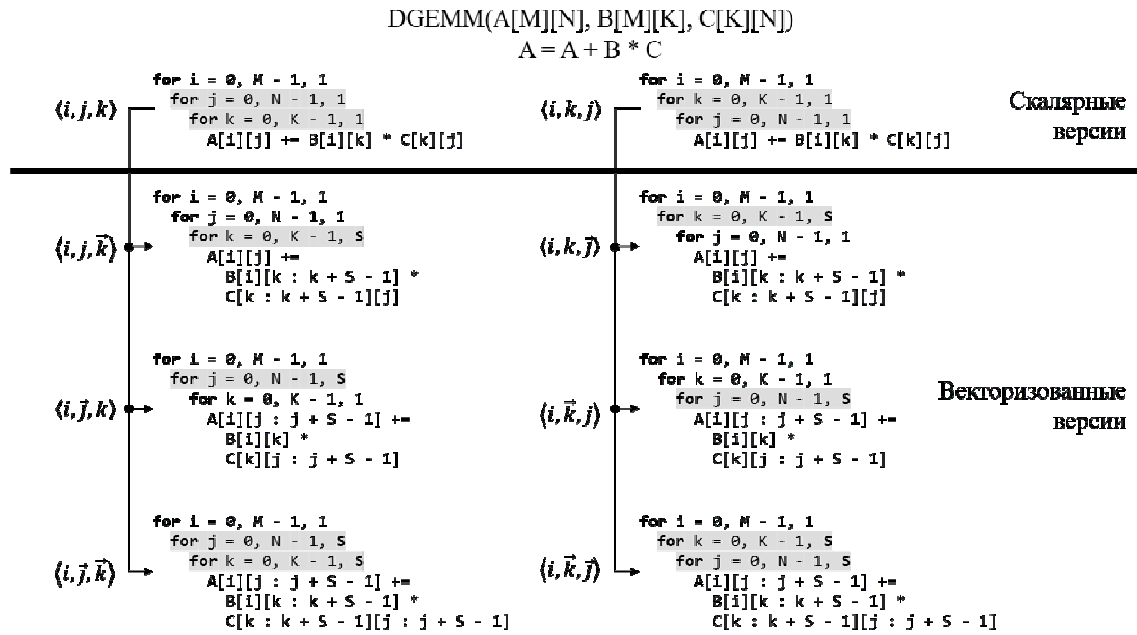 DGEMM(A[M][N], B[M][K], C[K][N])
A = A + B * C
⟨i, j, k⟩
for i = 0, M - 1, 1
for j = 0, N - 1, 1
for k = 0, K - 1, 1
A[i][j] += B[i][k] * C[k][j]
⟨i, k, j⟩
for i = 0, M - 1, 1
for k = 0, K - 1, 1
for j = 0, N - 1, 1
A[i][j] += B[i][k] * C[k][j]
Скалярные
версии
⟨i, j, k⃗⟩
for i = 0, M - 1, 1
for j = 0, N - 1, 1
for k = 0, K - 1, S
A[i][j] +=
B[i][k : k + S - 1] *
C[k : k + S - 1][j]
⟨i, k, j⃗⟩
for i = 0, M - 1, 1
for k = 0, K - 1, S
for j = 0, N - 1, 1
A[i][j] +=
B[i][k : k + S - 1] *
C[k : k + S - 1][j]
⟨i, j⃗, k⟩
for i = 0, M - 1, 1
for j = 0, N - 1, S
for k = 0, K - 1, 1
A[i][j : j + S - 1] +=
B[i][k] *
C[k][j : j + S - 1]
⟨i, k⃗, j⟩
for i = 0, M - 1, 1
for k = 0, K - 1, 1
for j = 0, N - 1, S
A[i][j : j + S - 1] +=
B[i][k] *
C[k][j : j + S - 1]
Векторизованные
версии
⟨i, j⃗, k⃗⟩
for i = 0, M - 1, 1
for j = 0, N - 1, S
for k = 0, K - 1, S
A[i][j : j + S - 1] +=
B[i][k : k + S - 1] *
C[k : k + S - 1][j : j + S - 1]
⟨i, k⃗, j⃗⟩
for i = 0, M - 1, 1
for k = 0, K - 1, S
for j = 0, N - 1, S
A[i][j : j + S - 1] +=
B[i][k : k + S - 1] *
C[k : k + S - 1][j : j + S - 1]